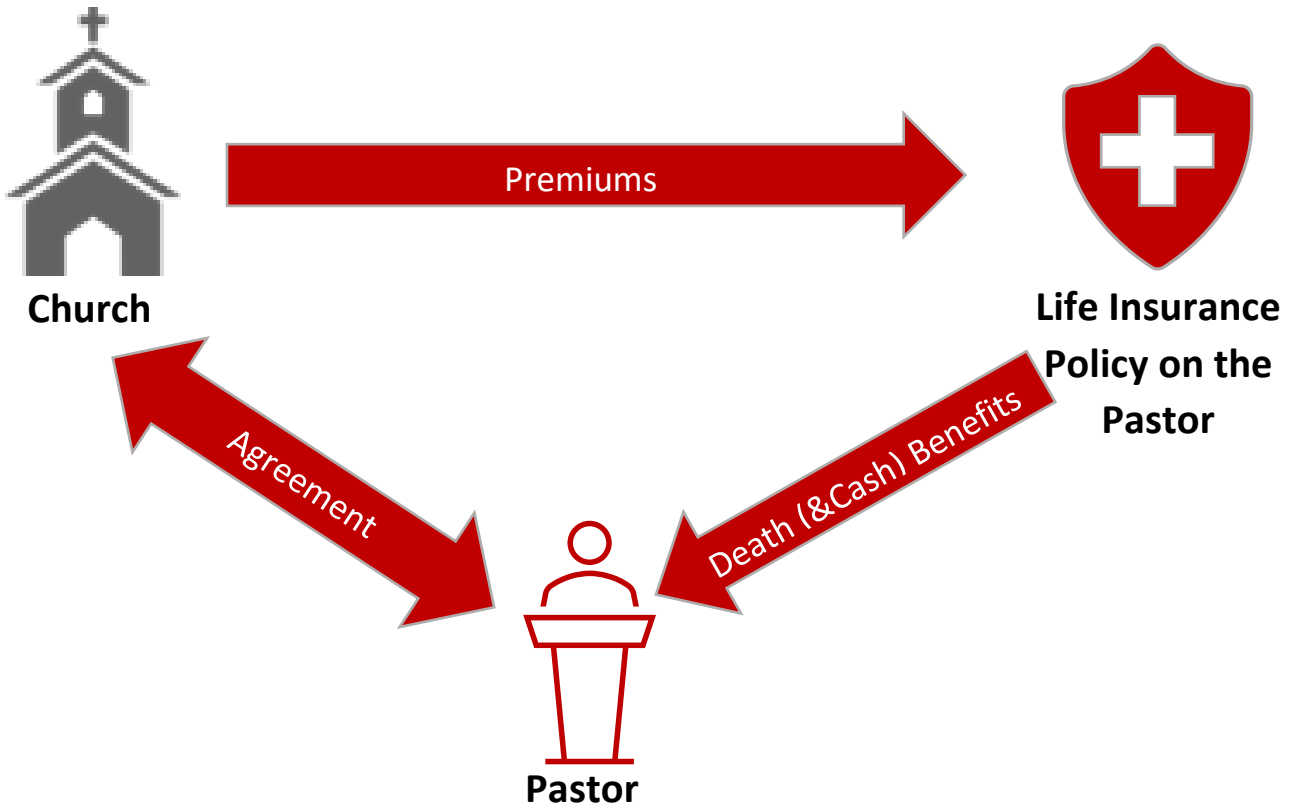 Premiums
Church
Life Insurance
Policy on the
Pastor
Agreement
Death (&Cash) Benefits
Pastor